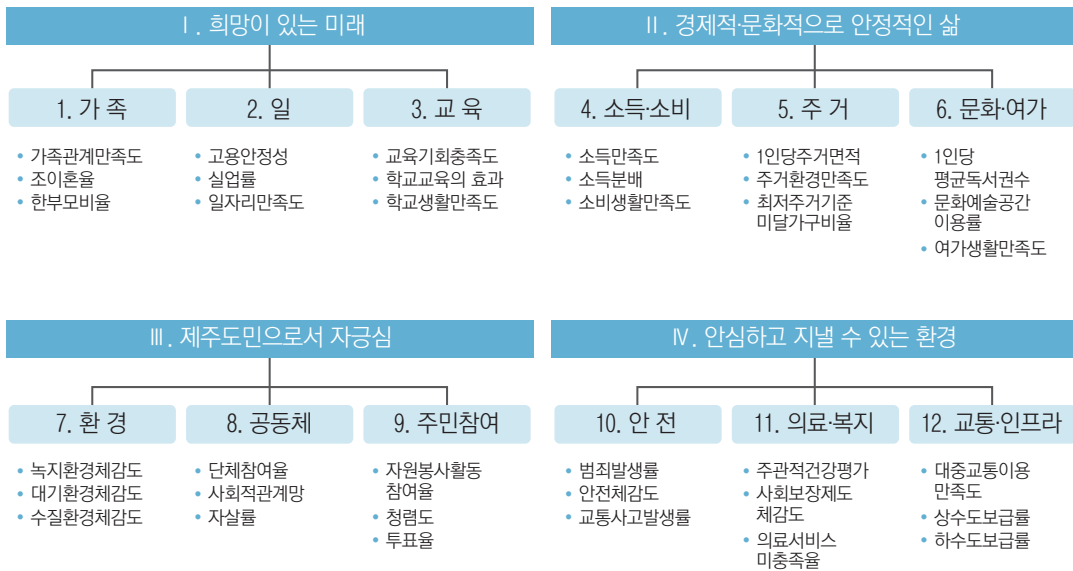 Ⅰ. 희망이 있는 미래
1. 가 족
• 가족관계만족도
• 조이혼율
• 한부모비율
2. 일
• 고용안정성
• 실업률
• 일자리만족도
3. 교 육
• 교육기회충족도
• 학교교육의 효과
• 학교생활만족도
Ⅱ. 경제적·문화적으로 안정적인 삶
4. 소득·소비
• 소득만족도
• 소득분배
• 소비생활만족도
5. 주 거
• 1인당주거면적
• 주거환경만족도
• 최저주거기준
미달가구비율
6. 문화·여가
• 1인당
평균독서권수
• 문화예술공간
이용률
• 여가생활만족도
Ⅲ. 제주도민으로서 자긍심
7. 환 경
• 녹지환경체감도
• 대기환경체감도
• 수질환경체감도
8. 공동체
• 단체참여율
• 사회적관계망
• 자살률
9. 주민참여
• 자원봉사활동
참여율
• 청렴도
• 투표율
Ⅳ. 안심하고 지낼 수 있는 환경
10. 안 전
• 범죄발생률
• 안전체감도
• 교통사고발생률
11. 의료·복지
• 주관적건강평가
• 사회보장제도
체감도
• 의료서비스
미충족율
12. 교통·인프라
• 대중교통이용
만족도
• 상수도보급률
• 하수도보급률